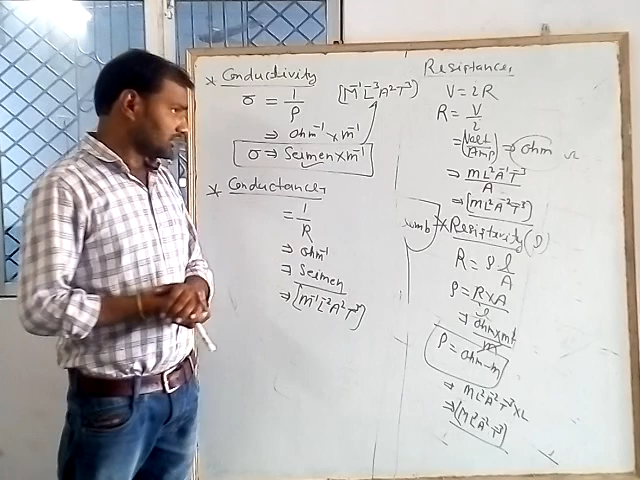 * Conductivity
σ = 1/ρ [M⁻¹L⁻³A²T³]
⇒ ohm⁻¹ × m⁻¹
σ ⇒ Seimen × m⁻¹
* Conductance,
= 1/R
⇒ ohm⁻¹
⇒ Seimen
⇒ [M⁻¹L⁻²A²T³]
Resistance,
V = IR
R = V/I
= (Volt/Amp) ⇒ ohm Ω
⇒ ML²A⁻¹T⁻³/A
⇒ [ML²A⁻²T⁻³]
* Resistivity (ρ)
R = ρ l/A
ρ = R×A/l
⇒ ohm×m²/m
ρ = ohm-m
⇒ ML²A⁻²T⁻³×L
⇒ [ML³A⁻²T⁻³]